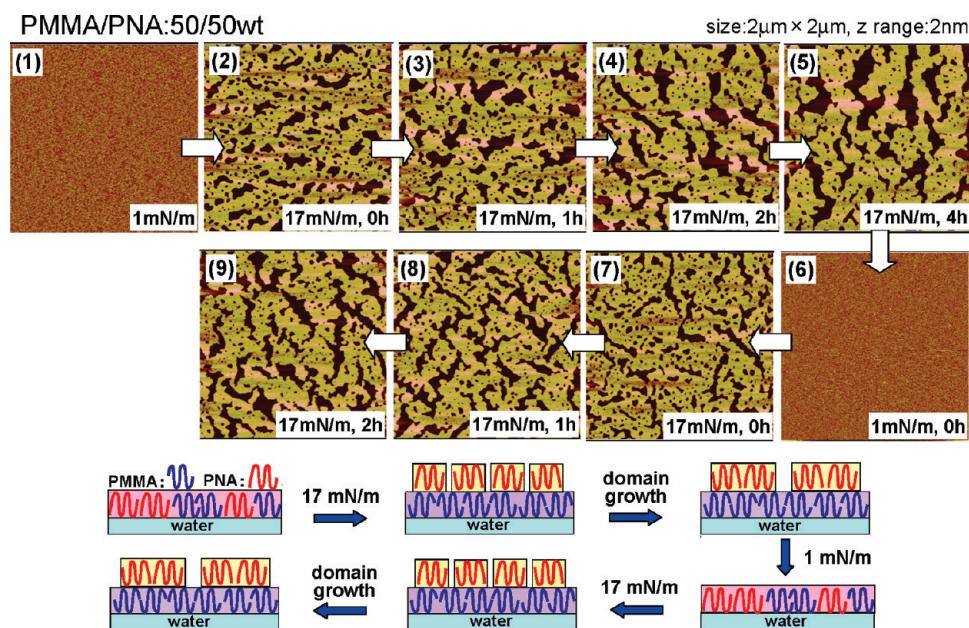 PMMA/PNA:50/50wt
size:2μm × 2μm, z range:2nm
(1)
1mN/m
(2)
17mN/m, 0h
(3)
17mN/m, 1h
(4)
17mN/m, 2h
(5)
17mN/m, 4h
(9)
17mN/m, 2h
(8)
17mN/m, 1h
(7)
17mN/m, 0h
(6)
1mN/m, 0h
PMMA: PNA:
water
17 mN/m
water
domain
growth
water
1 mN/m
water
domain
growth
water
17 mN/m
water